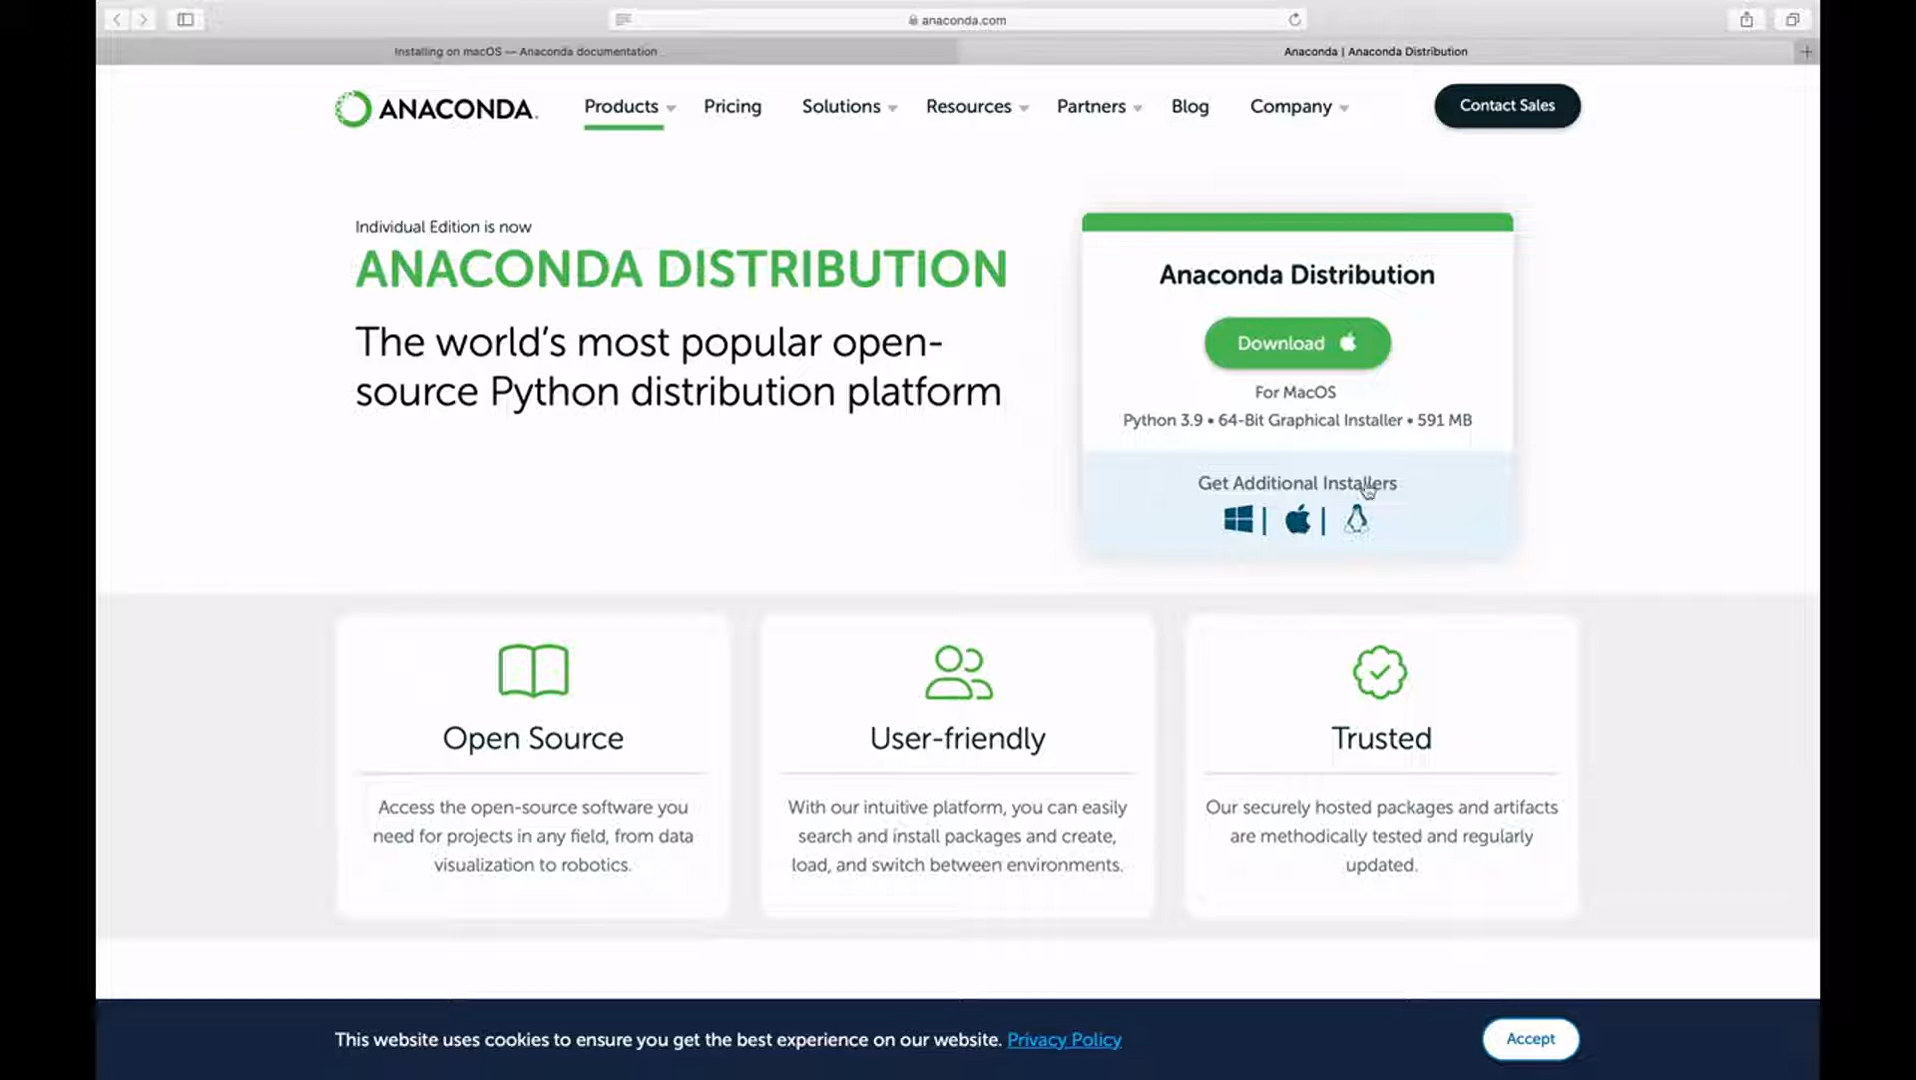 anaconda.com
Installing on macOS — Anaconda documentation
Anaconda | Anaconda Distribution
ANACONDA.
Products
Pricing
Solutions
Resources
Partners
Blog
Company
Contact Sales
Individual Edition is now
ANACONDA DISTRIBUTION
The world's most popular open-
source Python distribution platform
Anaconda Distribution
Download
For MacOS
Python 3.9 • 64-Bit Graphical Installer • 591 MB
Get Additional Installers
Open Source
Access the open-source software you
need for projects in any field, from data
visualization to robotics.
User-friendly
With our intuitive platform, you can easily
search and install packages and create,
load, and switch between environments.
Trusted
Our securely hosted packages and artifacts
are methodically tested and regularly
updated.
This website uses cookies to ensure you get the best experience on our website. Privacy Policy
Accept